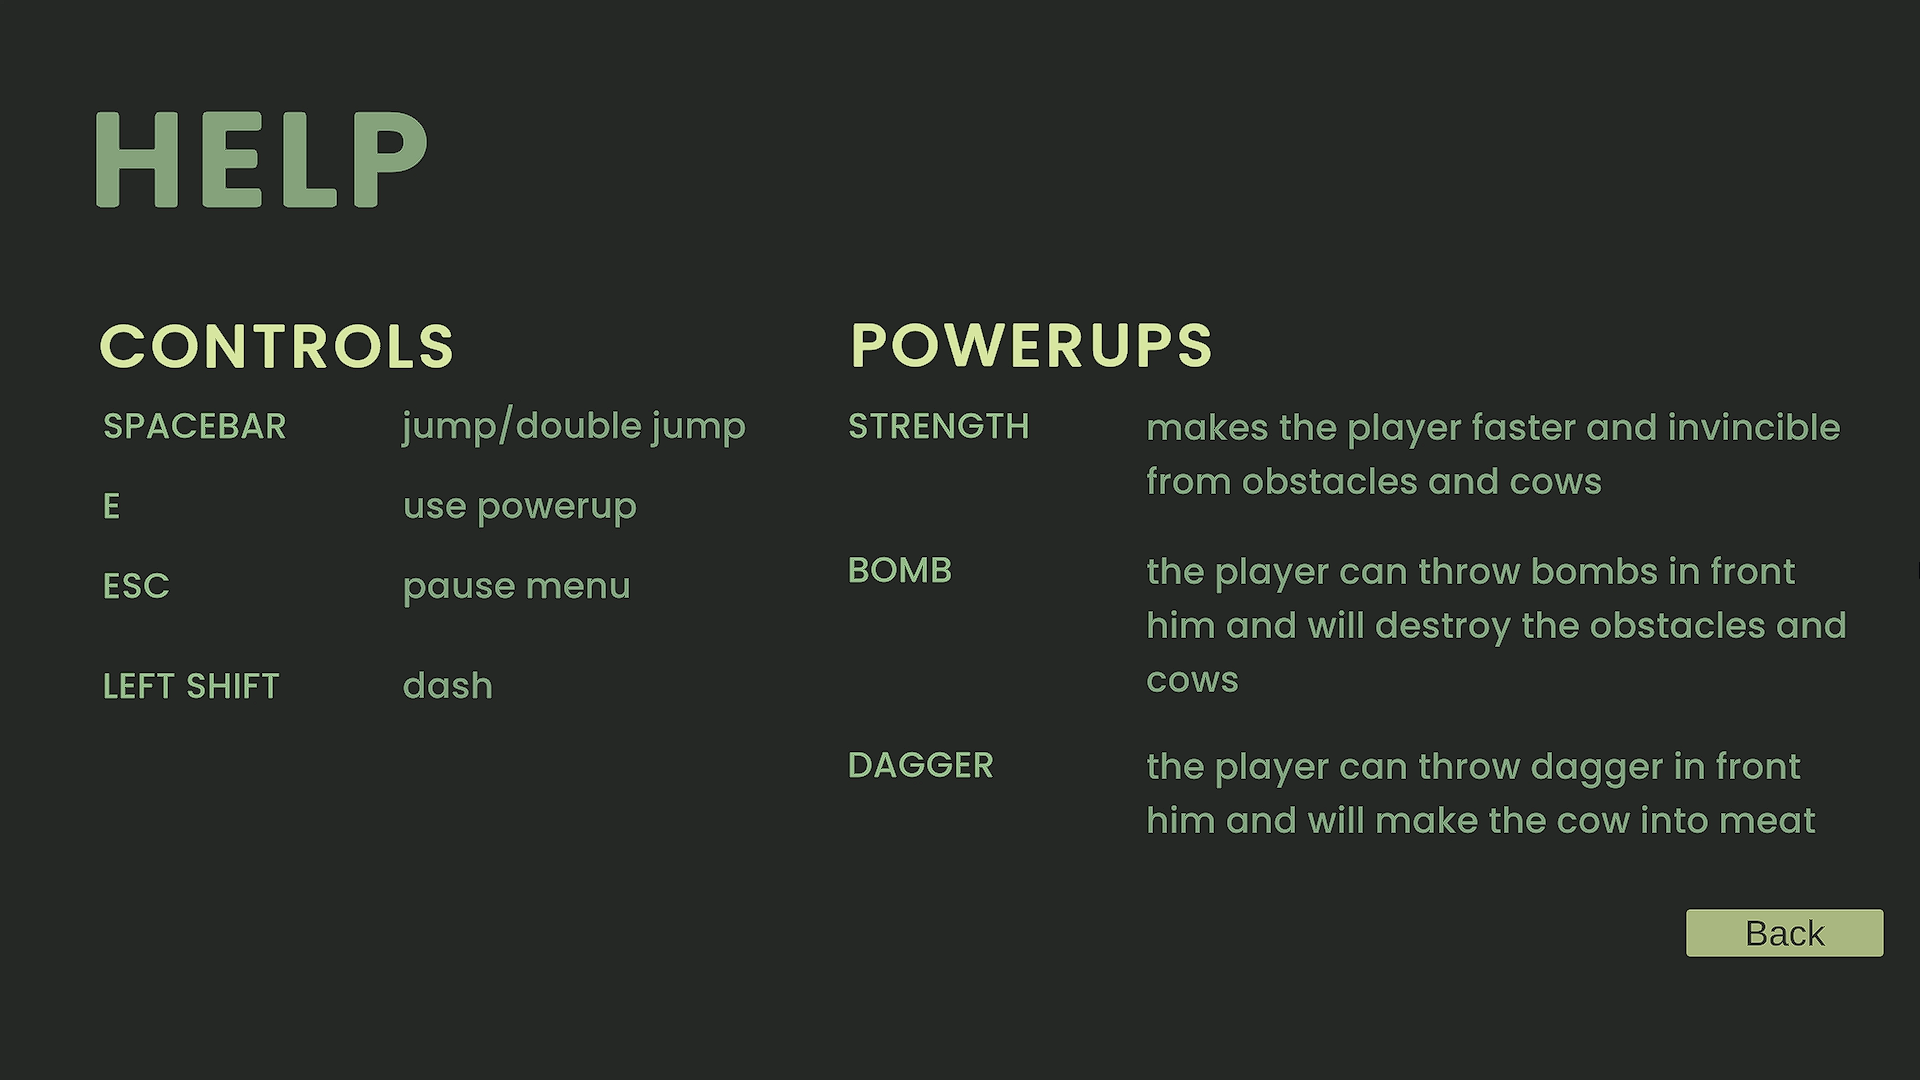 HELP
CONTROLS
SPACEBAR jump/double jump
E use powerup
ESC pause menu
LEFT SHIFT dash
POWERUPS
STRENGTH makes the player faster and invincible
from obstacles and cows
BOMB the player can throw bombs in front
him and will destroy the obstacles and
cows
DAGGER the player can throw dagger in front
him and will make the cow into meat
Back